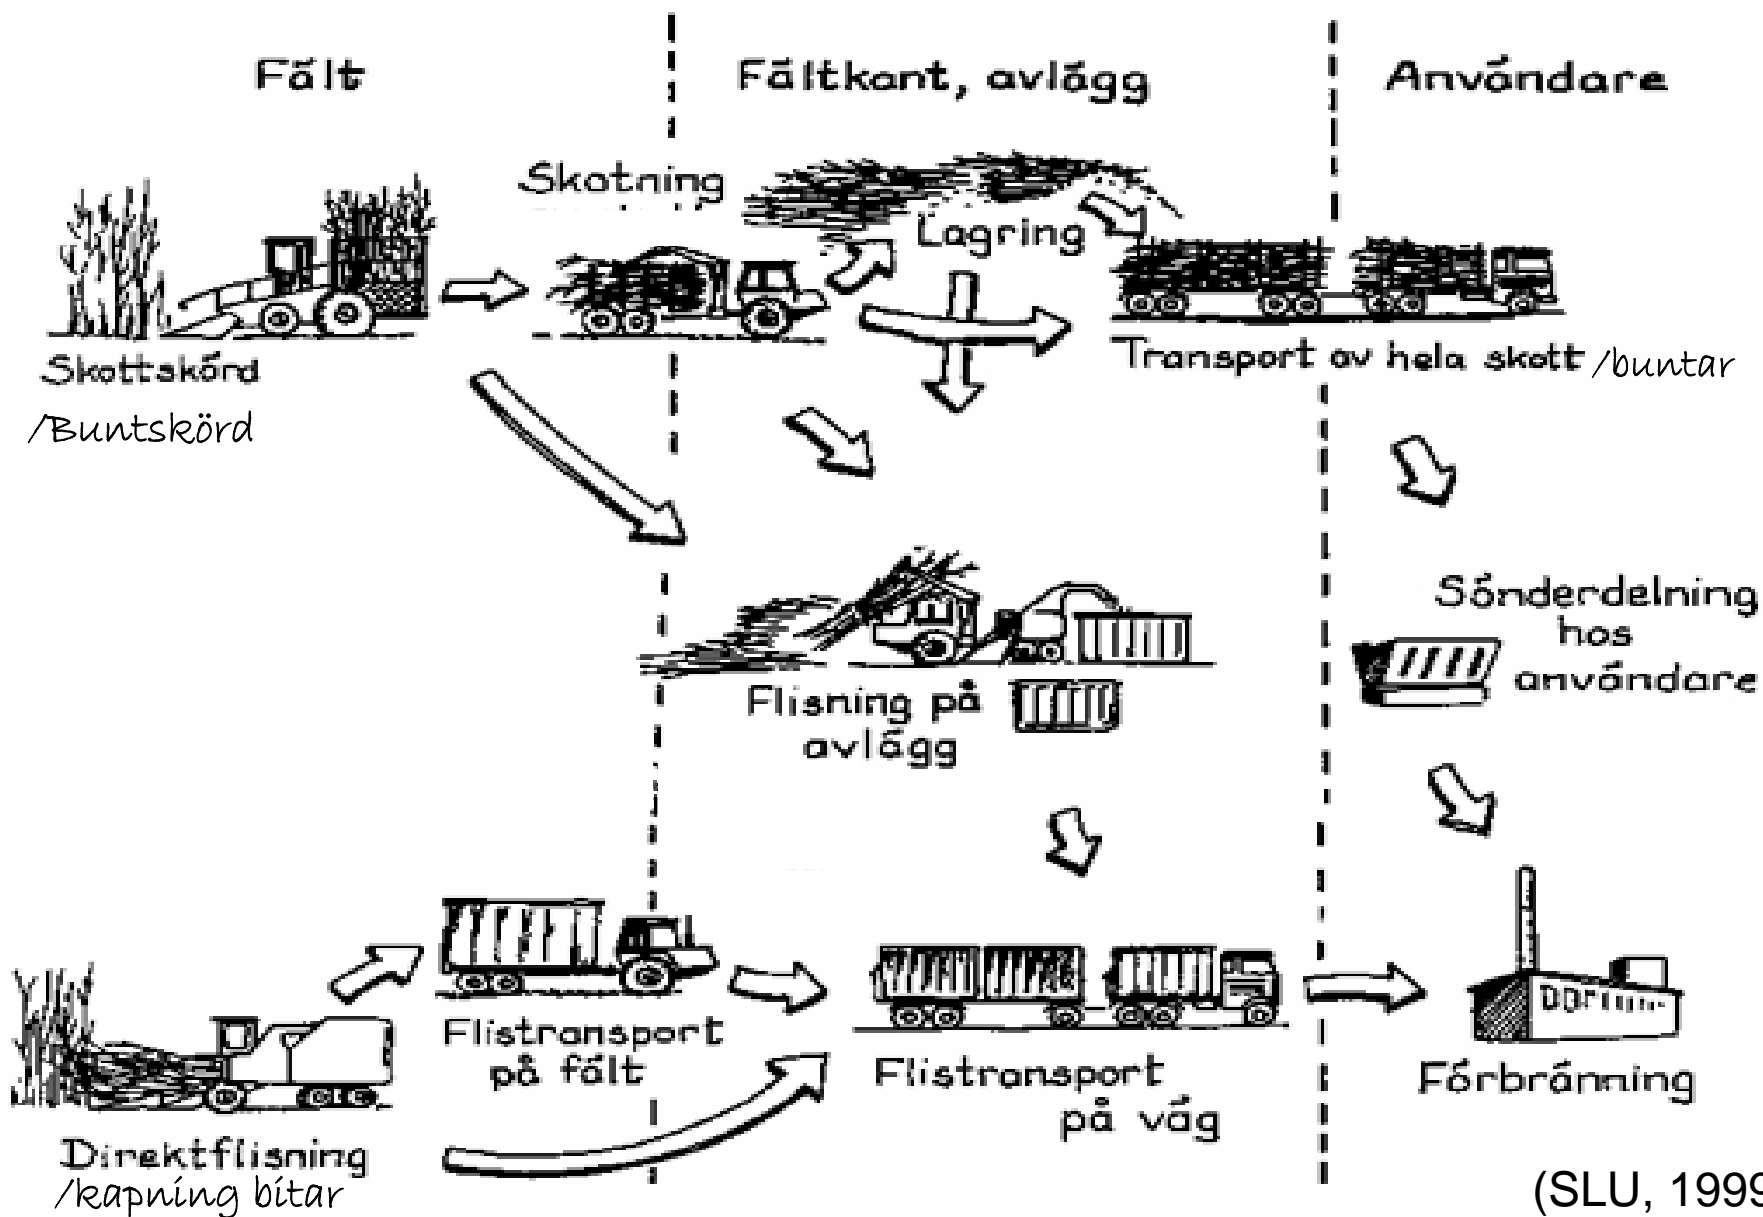 Fält
Fältkant, avlägg
Användare
Skotning
Lagring
Skottskörd
/Buntskörd
Transport av hela skott /buntar
Sönderdelning
hos
användare
Flisning på
avlägg
Flistransport
på fält
Flistransport
på väg
Förbränning
Direktflisning
/kapning bitar
(SLU, 1999